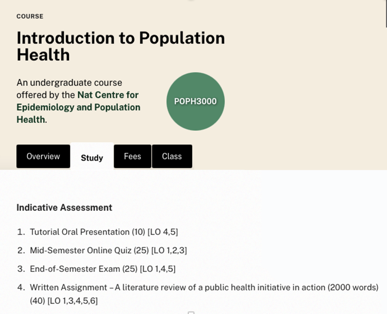 COURSE
Introduction to Population
Health
An undergraduate course
offered by the Nat Centre for
Epidemiology and Population
Health.
POPH3000
Overview
Study
Fees
Class
Indicative Assessment
1. Tutorial Oral Presentation (10) [LO 4,5]
2. Mid-Semester Online Quiz (25) [LO 1,2,3]
3. End-of-Semester Exam (25) [LO 1,4,5]
4. Written Assignment – A literature review of a public health initiative in action (2000 words)
(40) [LO 1,3,4,5,6]